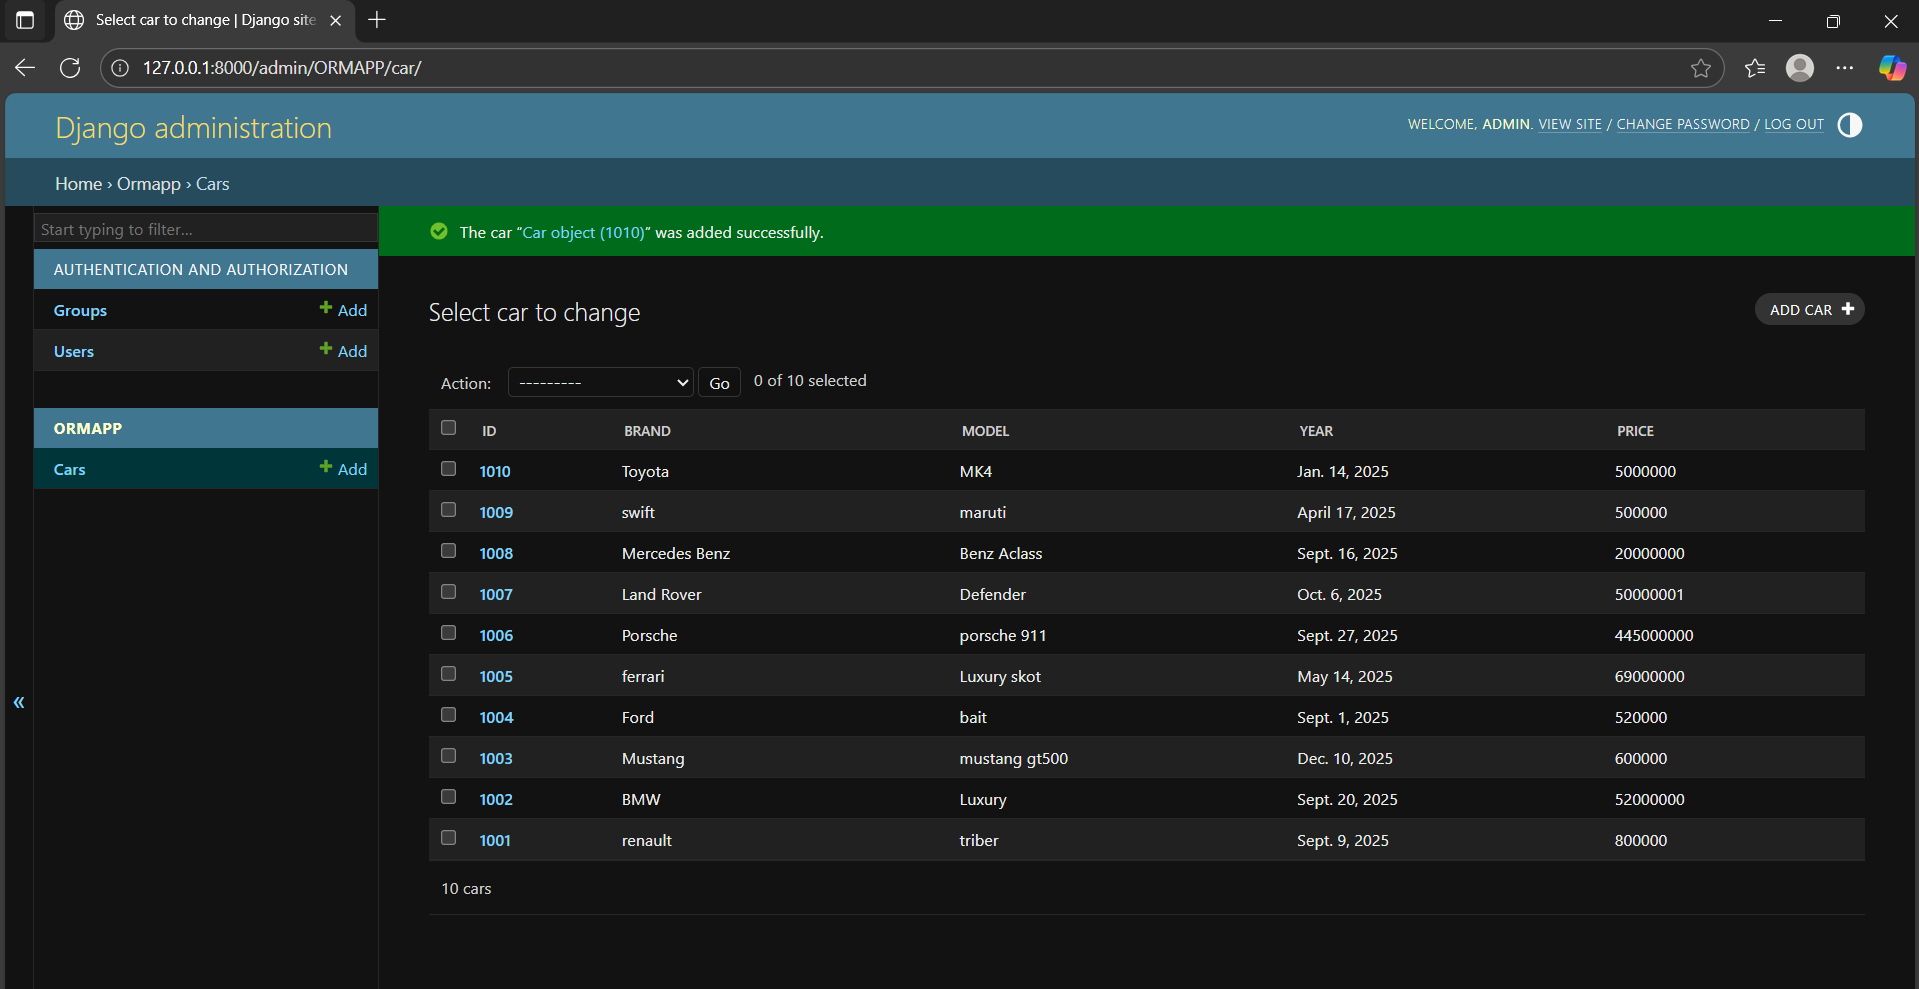 Select car to change | Django site
127.0.0.1:8000/admin/ORMAPP/car/
Django administration
WELCOME, ADMIN. VIEW SITE / CHANGE PASSWORD / LOG OUT
Home › Ormapp › Cars
Start typing to filter...
AUTHENTICATION AND AUTHORIZATION
Groups Add
Users Add
ORMAPP
Cars Add
«
The car “Car object (1010)” was added successfully.
Select car to change
ADD CAR
Action: --------- Go 0 of 10 selected
ID BRAND MODEL YEAR PRICE
1010 Toyota MK4 Jan. 14, 2025 5000000
1009 swift maruti April 17, 2025 500000
1008 Mercedes Benz Benz Aclass Sept. 16, 2025 20000000
1007 Land Rover Defender Oct. 6, 2025 50000001
1006 Porsche porsche 911 Sept. 27, 2025 445000000
1005 ferrari Luxury skot May 14, 2025 69000000
1004 Ford bait Sept. 1, 2025 520000
1003 Mustang mustang gt500 Dec. 10, 2025 600000
1002 BMW Luxury Sept. 20, 2025 52000000
1001 renault triber Sept. 9, 2025 800000
10 cars